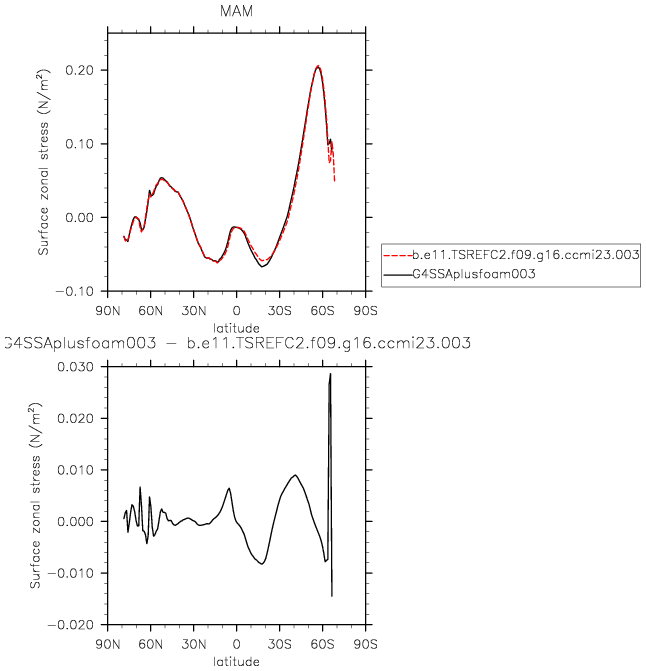 MAM
Surface zonal stress (N/m²)
0.20
0.10
0.00
−0.10
90N 60N 30N 0 30S 60S 90S
latitude
b.e11.TSREFC2.f09.g16.ccmi23.003
G4SSAplusfoam003
G4SSAplusfoam003 − b.e11.TSREFC2.f09.g16.ccmi23.003
Surface zonal stress (N/m²)
0.030
0.020
0.010
0.000
−0.010
−0.020
90N 60N 30N 0 30S 60S 90S
latitude